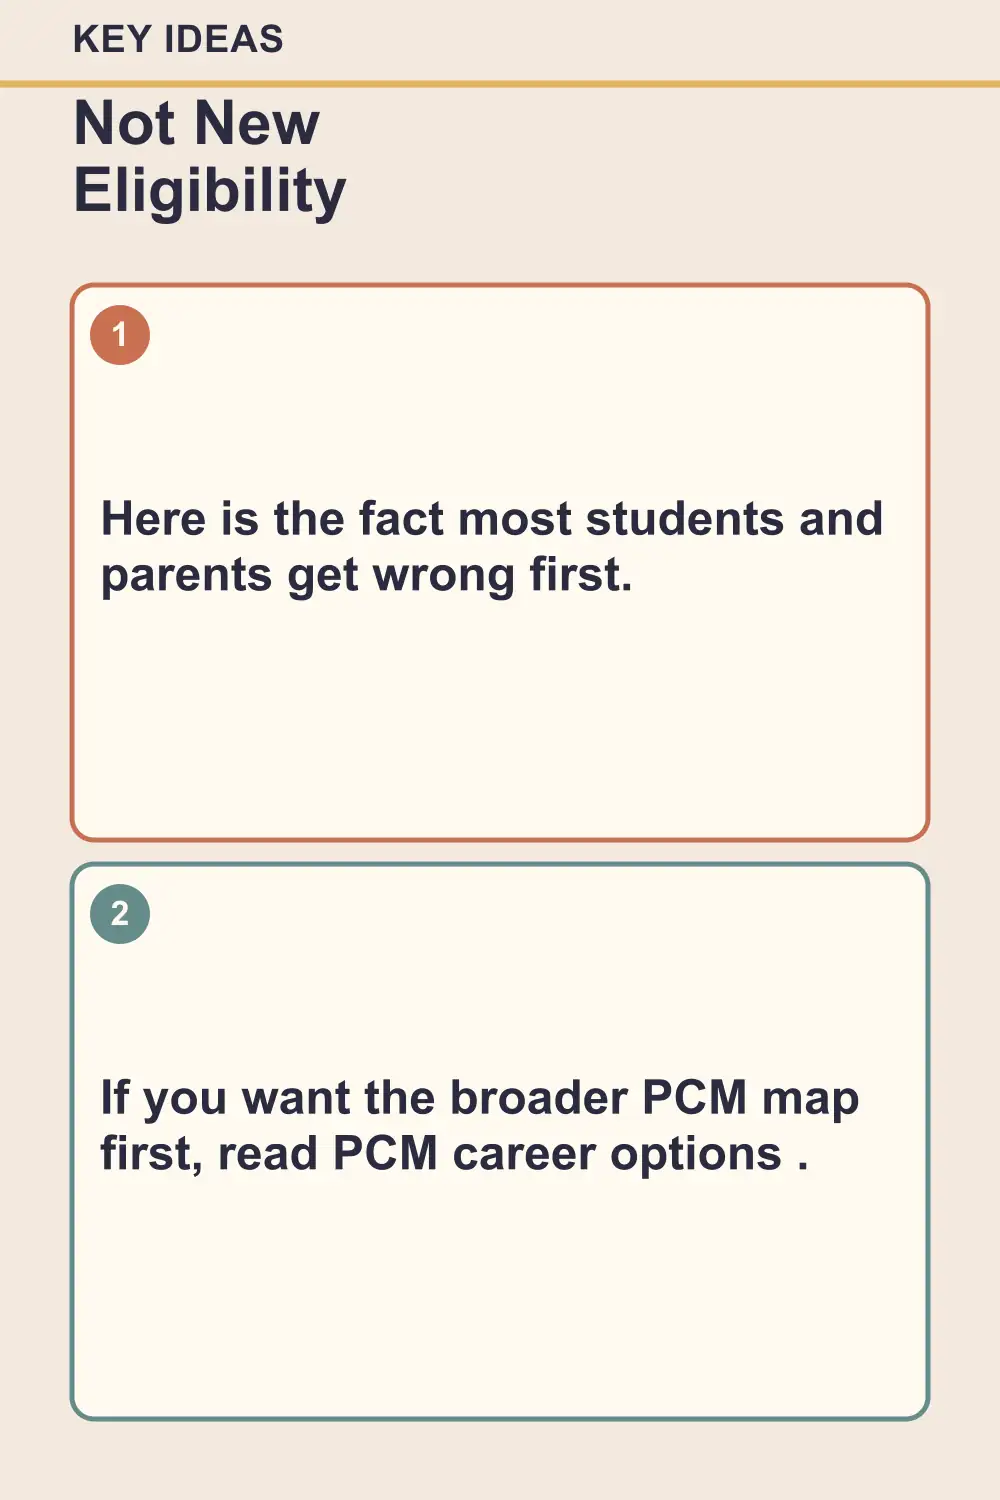 KEY IDEAS
Not New
Eligibility
1
Here is the fact most students and
parents get wrong first.
2
If you want the broader PCM map
first, read PCM career options .